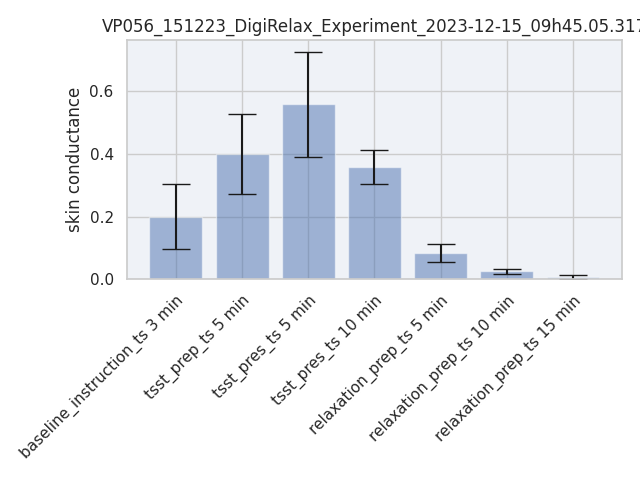 VP056_151223_DigiRelax_Experiment_2023-12-15_09h45.05.317
skin conductance
0.6
0.4
0.2
0.0
baseline_instruction_ts 3 min
tsst_prep_ts 5 min
tsst_pres_ts 5 min
tsst_pres_ts 10 min
relaxation_prep_ts 5 min
relaxation_prep_ts 10 min
relaxation_prep_ts 15 min